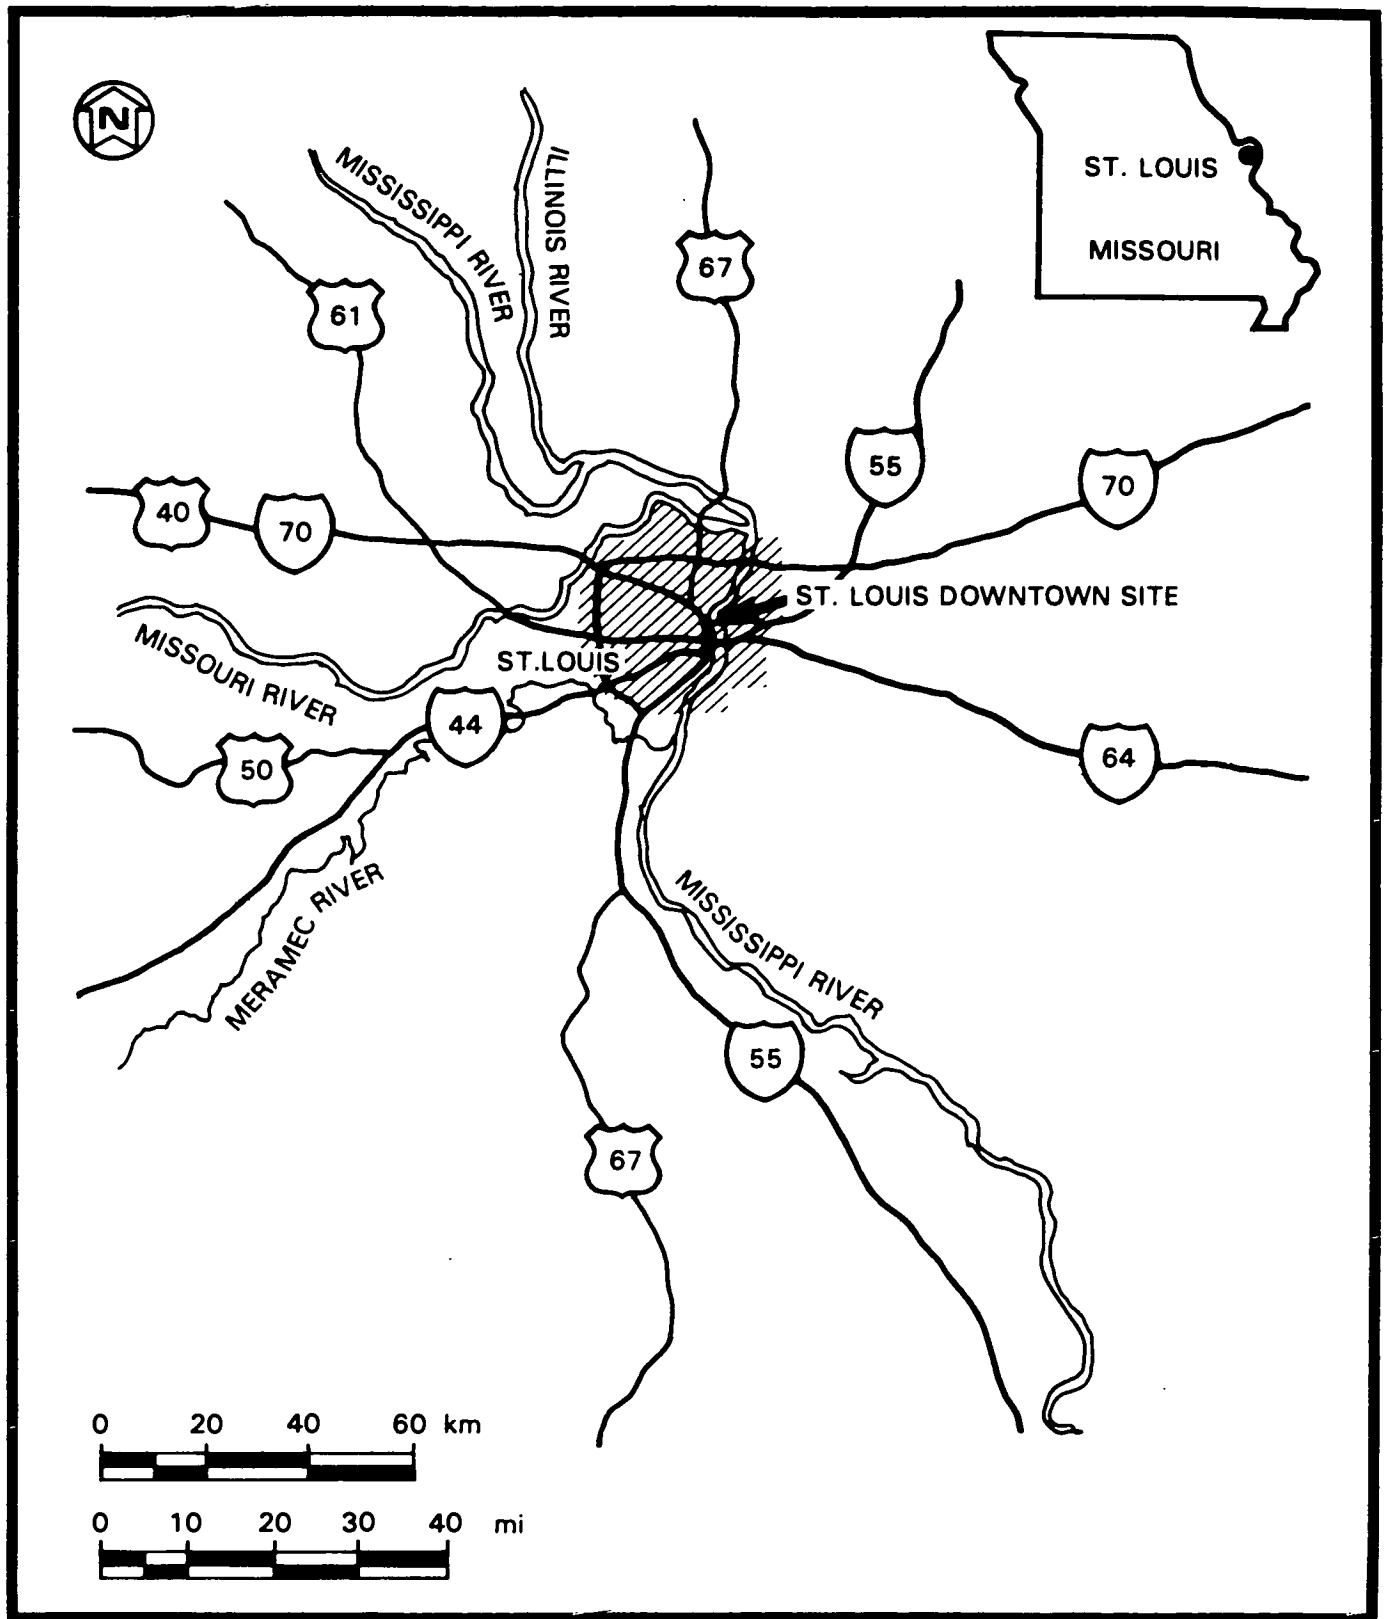 N
MISSISSIPPI RIVER
ILLINOIS RIVER
ST. LOUIS
MISSOURI
67
61
55
70
40
70
ST. LOUIS DOWNTOWN SITE
MISSOURI RIVER
ST.LOUIS
44
50
64
MERAMEC RIVER
MISSISSIPPI RIVER
55
67
0 20 40 60 km
0 10 20 30 40 mi